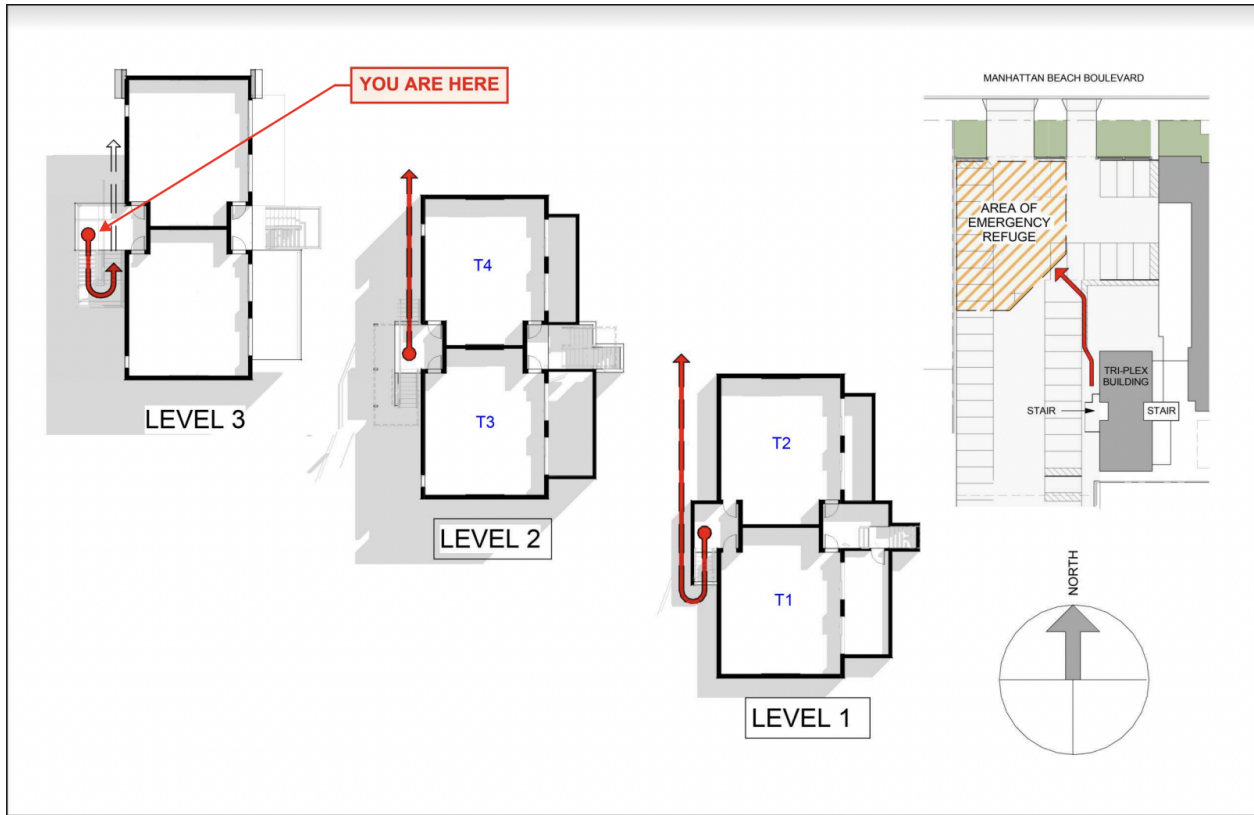 YOU ARE HERE
LEVEL 3
T4
T3
LEVEL 2
T2
T1
LEVEL 1
MANHATTAN BEACH BOULEVARD
AREA OF
EMERGENCY
REFUGE
TRI-PLEX
BUILDING
STAIR
STAIR
NORTH